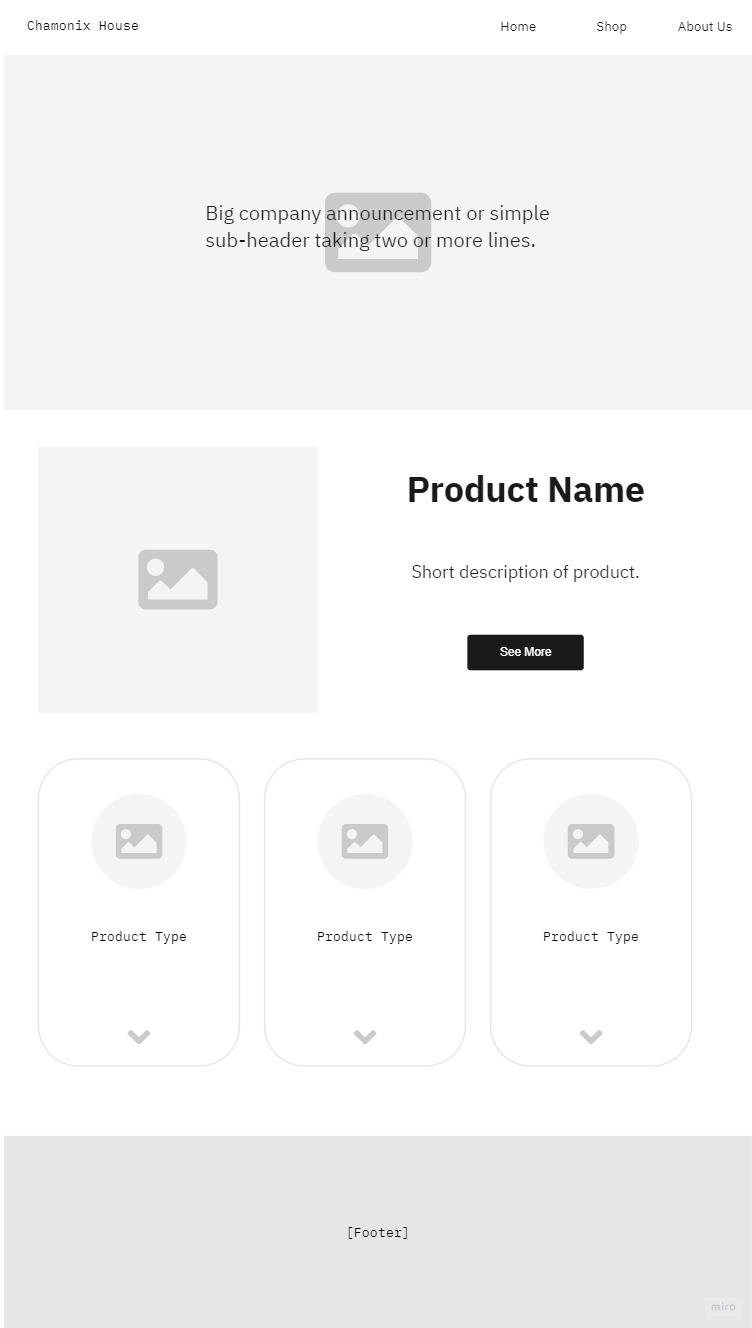 Chamonix House
Home Shop About Us
Big company announcement or simple
sub-header taking two or more lines.
Product Name
Short description of product.
See More
Product Type Product Type Product Type
[Footer]
miro